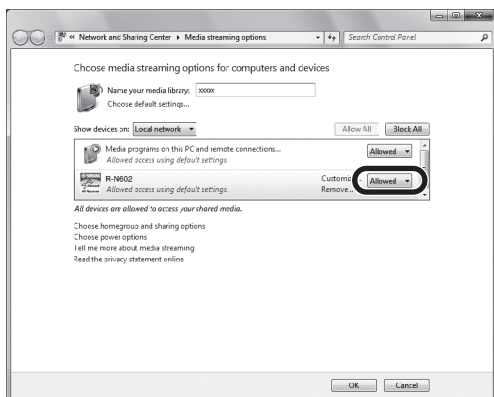 « Network and Sharing Center ▸ Media streaming options
Search Control Panel
Choose media streaming options for computers and devices
Name your media library: xxxxx
Choose default settings...
Show devices on: Local network
Allow All Block All
Media programs on this PC and remote connections...
Allowed access using default settings.
Allowed
R-N602
Allowed access using default settings.
Customize...
Remove...
Allowed
All devices are allowed to access your shared media.
Choose homegroup and sharing options
Choose power options
Tell me more about media streaming
Read the privacy statement online
OK Cancel